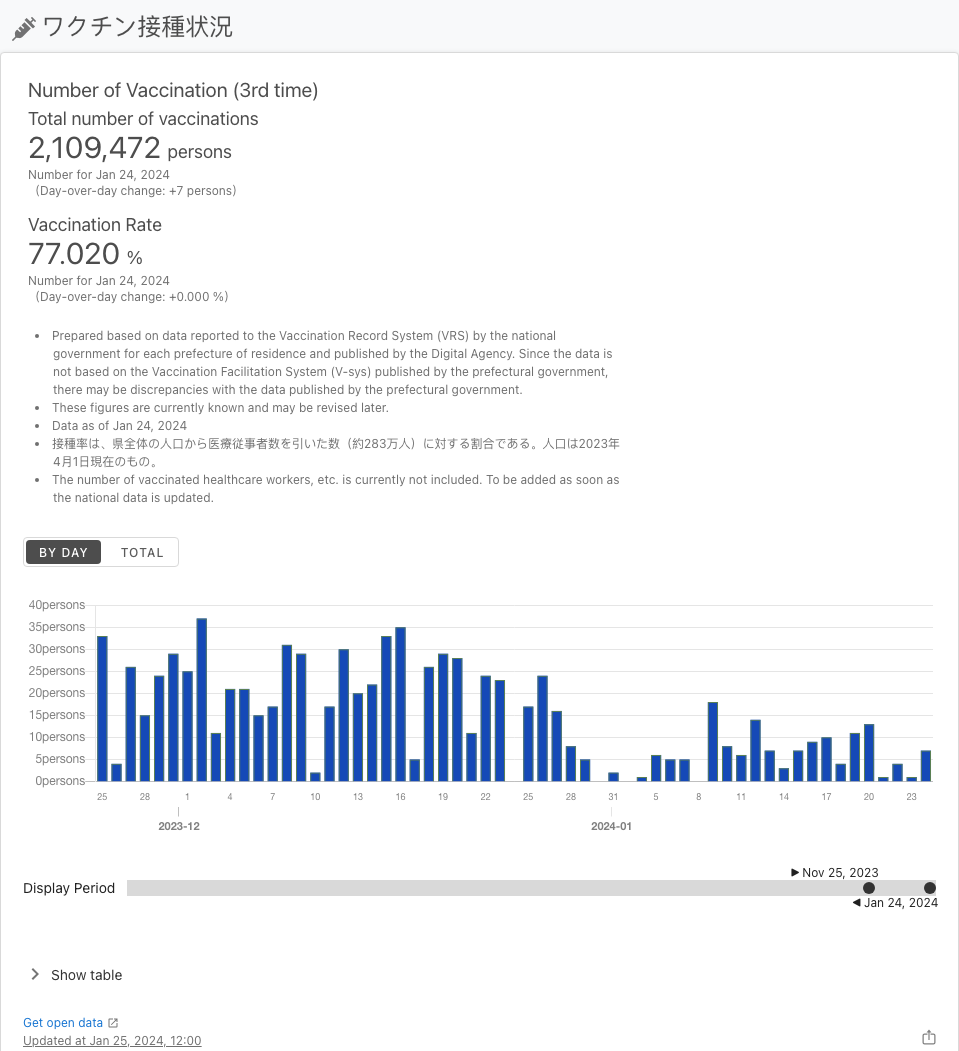 ワクチン接種状況
Number of Vaccination (3rd time)
Total number of vaccinations
2,109,472 persons
Number for Jan 24, 2024
(Day-over-day change: +7 persons)
Vaccination Rate
77.020 %
Number for Jan 24, 2024
(Day-over-day change: +0.000 %)
• Prepared based on data reported to the Vaccination Record System (VRS) by the national
government for each prefecture of residence and published by the Digital Agency. Since the data is
not based on the Vaccination Facilitation System (V-sys) published by the prefectural government,
there may be discrepancies with the data published by the prefectural government.
• These figures are currently known and may be revised later.
• Data as of Jan 24, 2024
• 接種率は、県全体の人口から医療従事者数を引いた数（約283万人）に対する割合である。人口は2023年
4月1日現在のもの。
• The number of vaccinated healthcare workers, etc. is currently not included. To be added as soon as
the national data is updated.
BY DAY TOTAL
40persons
35persons
30persons
25persons
20persons
15persons
10persons
5persons
0persons
25 28 1 4 7 10 13 16 19 22 25 28 31 5 8 11 14 17 20 23
2023-12 2024-01
Nov 25, 2023
Display Period
Jan 24, 2024
Show table
Get open data
Updated at Jan 25, 2024, 12:00